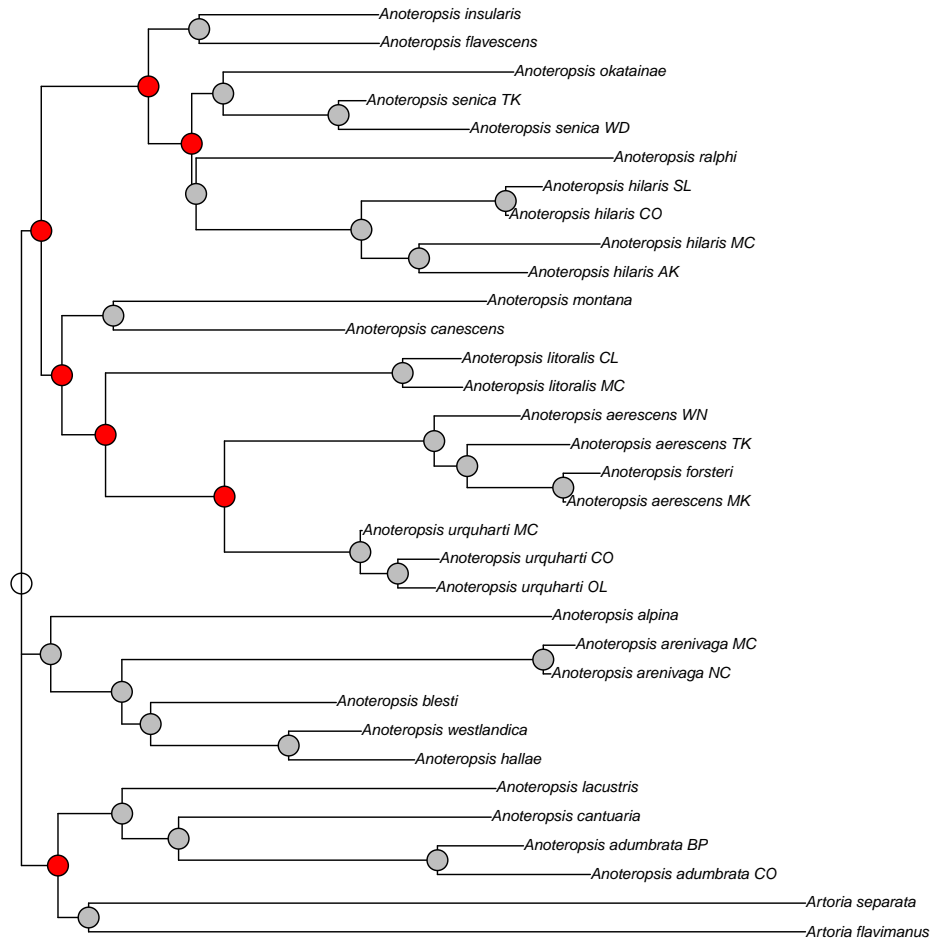 Anoteropsis insularis
Anoteropsis flavescens
Anoteropsis okatainae
Anoteropsis senica TK
Anoteropsis senica WD
Anoteropsis ralphi
Anoteropsis hilaris SL
Anoteropsis hilaris CO
Anoteropsis hilaris MC
Anoteropsis hilaris AK
Anoteropsis montana
Anoteropsis canescens
Anoteropsis litoralis CL
Anoteropsis litoralis MC
Anoteropsis aerescens WN
Anoteropsis aerescens TK
Anoteropsis forsteri
Anoteropsis aerescens MK
Anoteropsis urquharti MC
Anoteropsis urquharti CO
Anoteropsis urquharti OL
Anoteropsis alpina
Anoteropsis arenivaga MC
Anoteropsis arenivaga NC
Anoteropsis blesti
Anoteropsis westlandica
Anoteropsis hallae
Anoteropsis lacustris
Anoteropsis cantuaria
Anoteropsis adumbrata BP
Anoteropsis adumbrata CO
Artoria separata
Artoria flavimanus